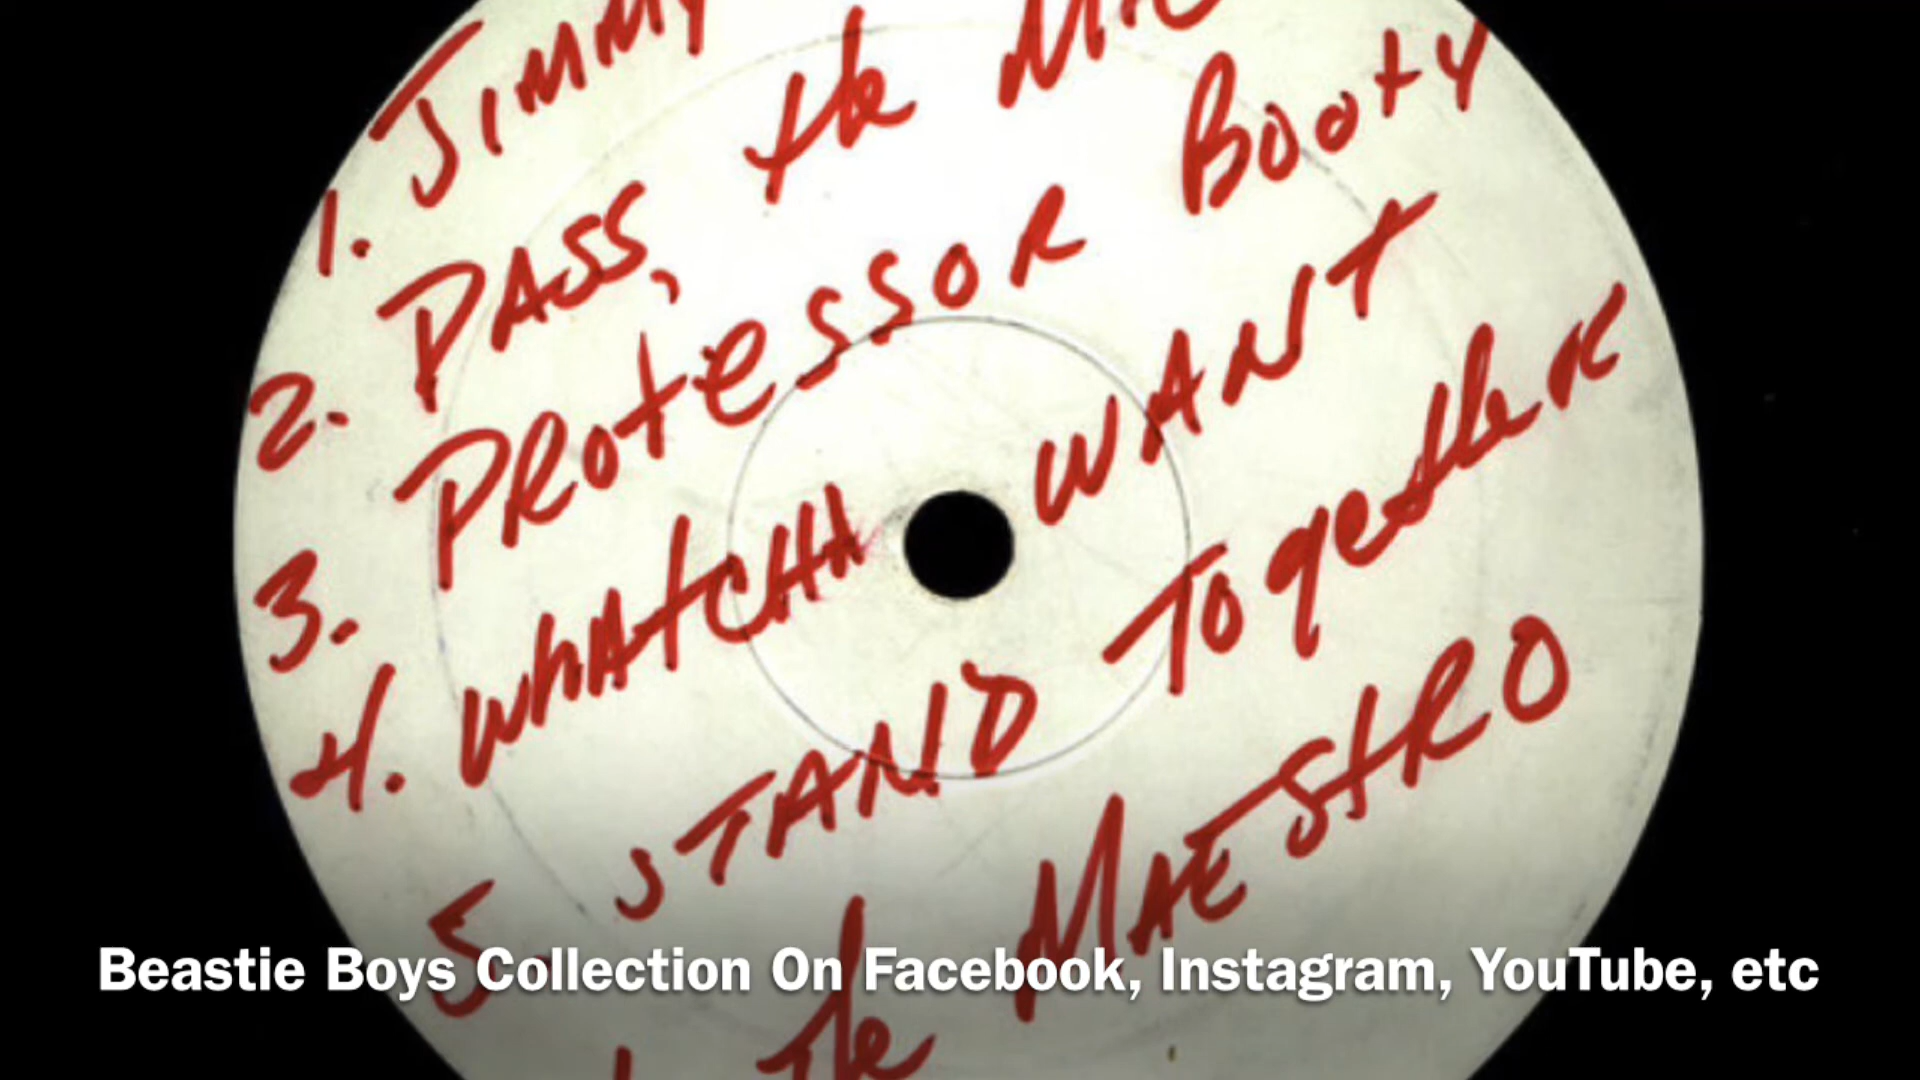 1. JIMMY
2. PASS the MIC
3. PROFESSOR BOOTY
4. WHATCHA WANT
5. STAND TogetheR
the MAESTRO
Beastie Boys Collection On Facebook, Instagram, YouTube, etc